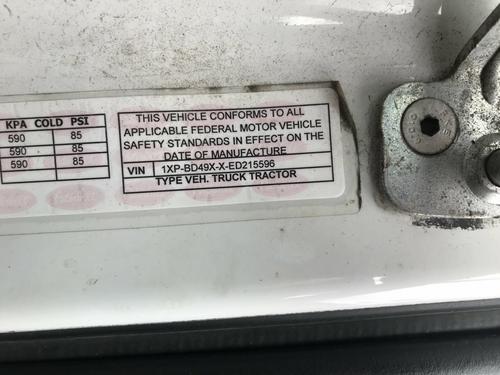 KPA COLD PSI
590 85
590 85
590 85
THIS VEHICLE CONFORMS TO ALL
APPLICABLE FEDERAL MOTOR VEHICLE
SAFETY STANDARDS IN EFFECT ON THE
DATE OF MANUFACTURE
VIN 1XP-BD49X-X-ED215596
TYPE VEH. TRUCK TRACTOR